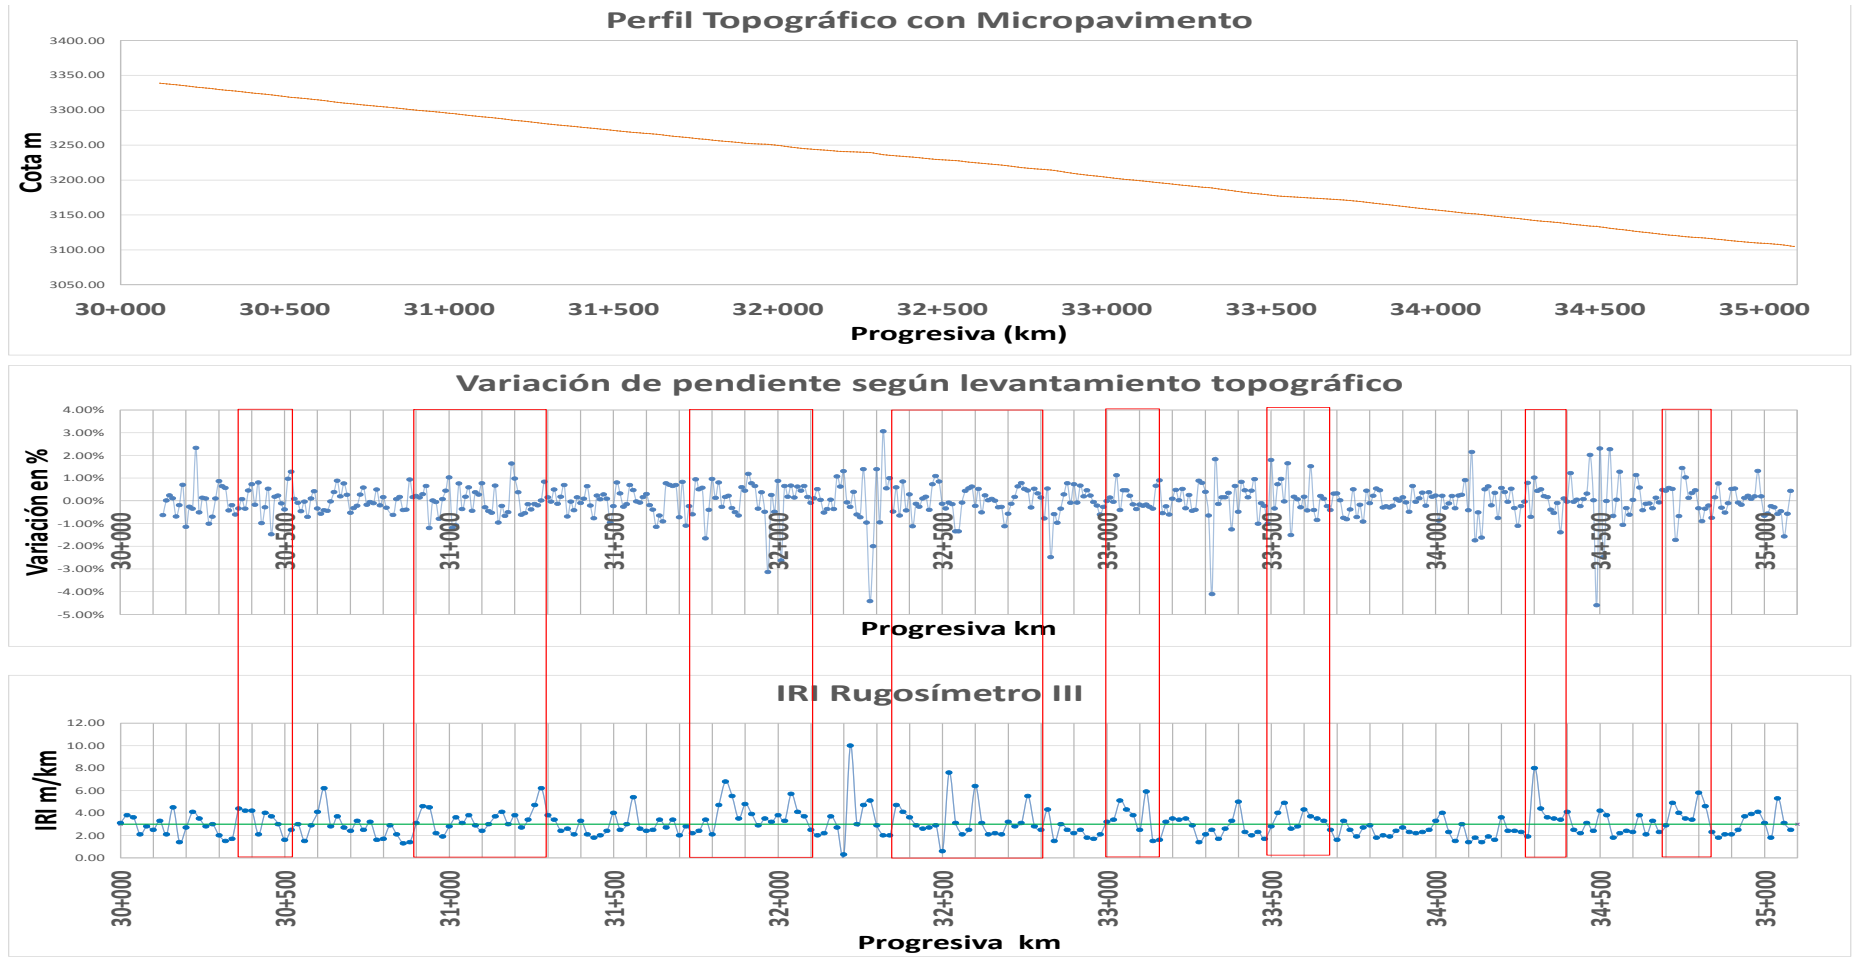 Perfil Topográfico con Micropavimento
3400.00
3350.00
3300.00
3250.00
3200.00
3150.00
3100.00
3050.00
Cota m
30+000 30+500 31+000 31+500 32+000 32+500 33+000 33+500 34+000 34+500 35+000
Progresiva (km)
Variación de pendiente según levantamiento topográfico
4.00%
3.00%
2.00%
1.00%
0.00%
-1.00%
-2.00%
-3.00%
-4.00%
-5.00%
Variación en %
30+000 30+500 31+000 31+500 32+000 32+500 33+000 33+500 34+000 34+500 35+000
Progresiva km
IRI Rugosímetro III
12.00
10.00
8.00
6.00
4.00
2.00
0.00
IRI m/km
30+000 30+500 31+000 31+500 32+000 32+500 33+000 33+500 34+000 34+500 35+000
Progresiva km